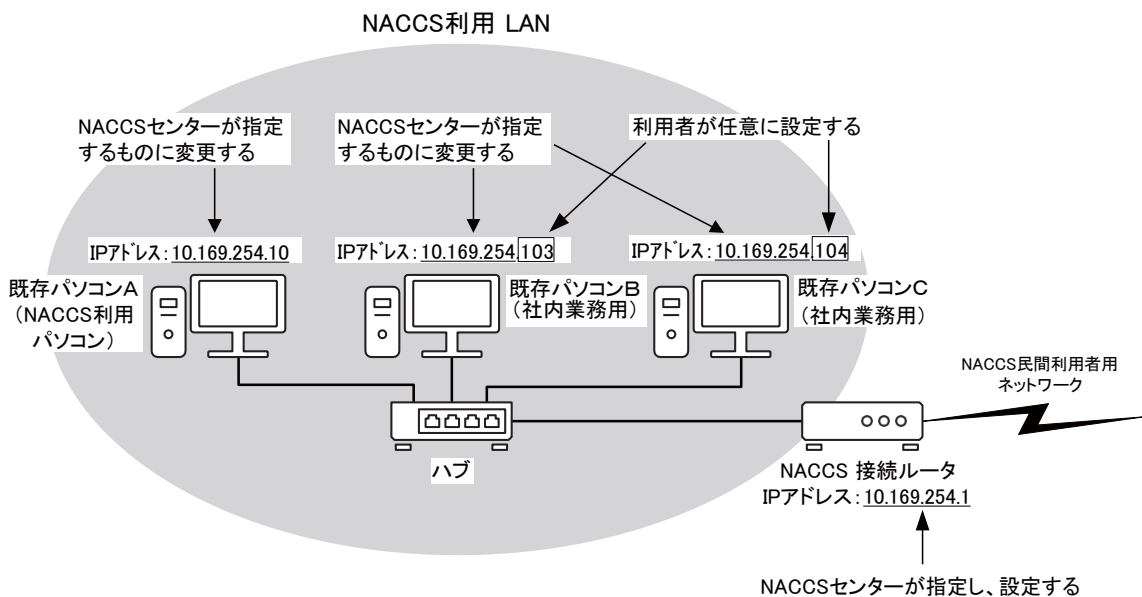 NACCS利用 LAN
NACCSセンターが指定
するものに変更する
NACCSセンターが指定
するものに変更する
利用者が任意に設定する
IPアドレス：10.169.254.10
IPアドレス：10.169.254.103
IPアドレス：10.169.254.104
既存パソコンA
（NACCS利用
パソコン）
既存パソコンB
（社内業務用）
既存パソコンC
（社内業務用）
NACCS民間利用者用
ネットワーク
ハブ
NACCS 接続ルータ
IPアドレス：10.169.254.1
NACCSセンターが指定し、設定する